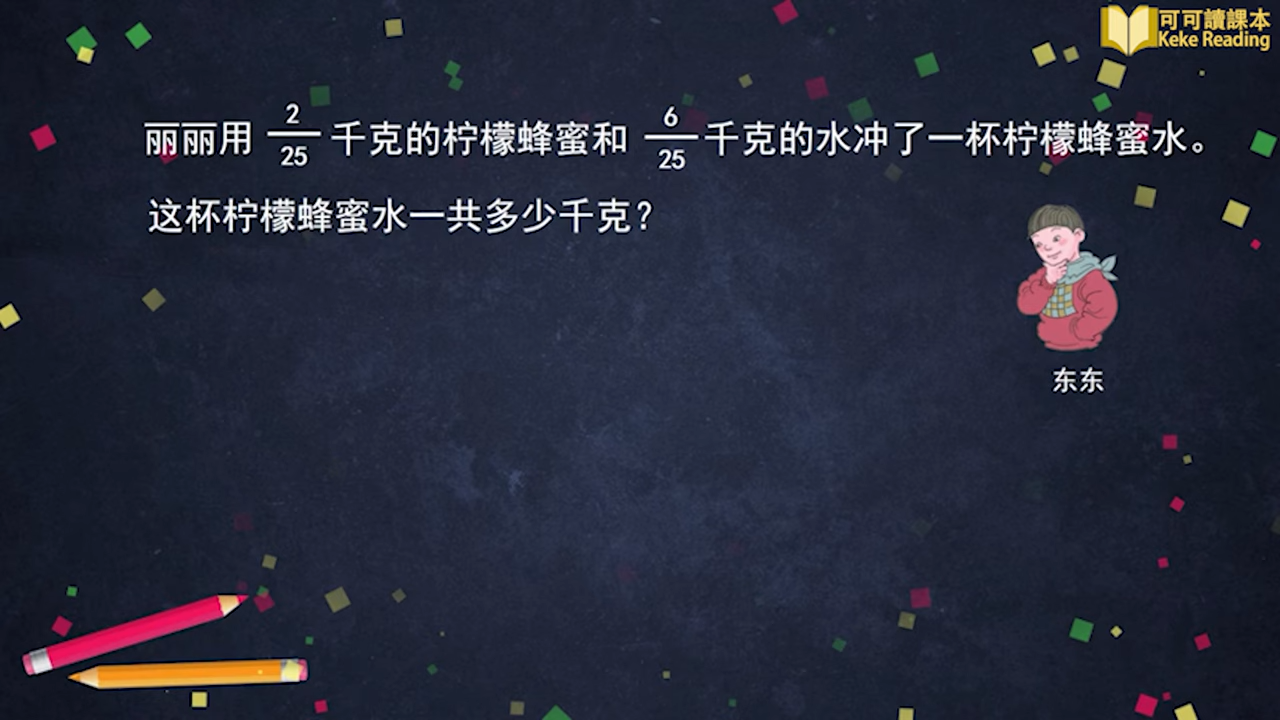 可可讀課本
Keke Reading
丽丽用 2/25 千克的柠檬蜂蜜和 6/25 千克的水冲了一杯柠檬蜂蜜水。
这杯柠檬蜂蜜水一共多少千克？
东东